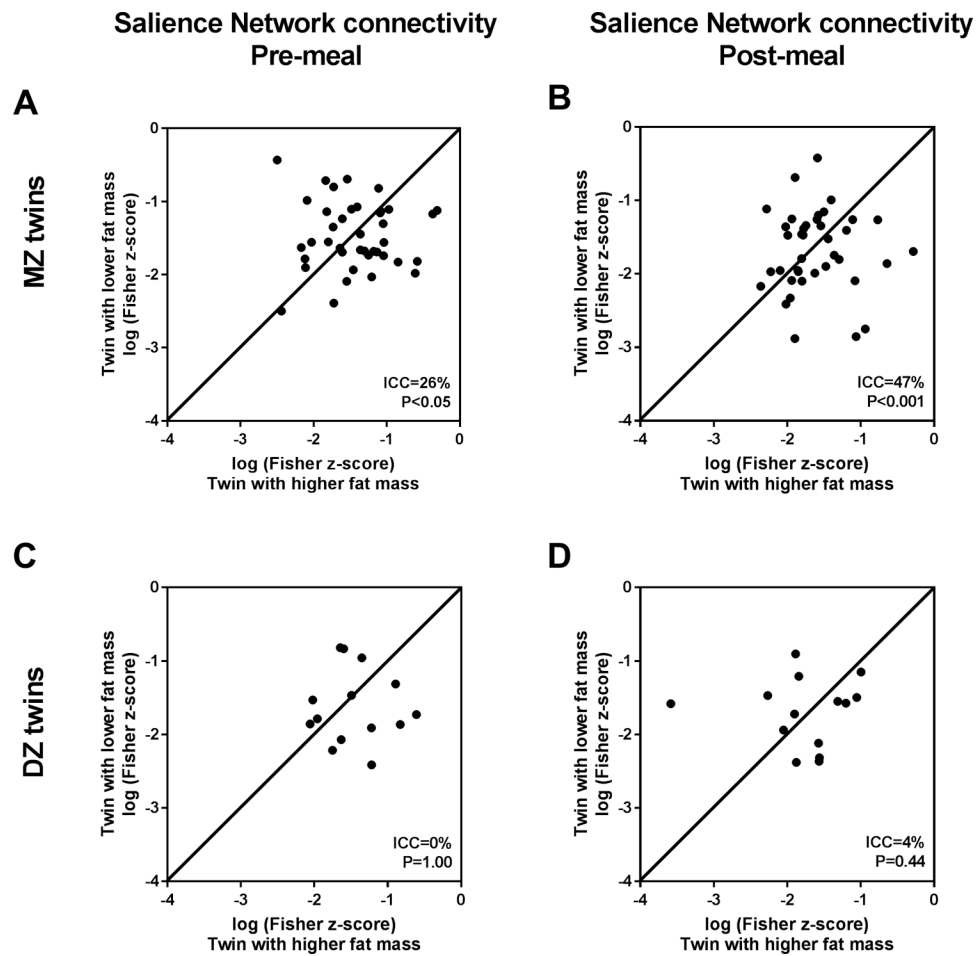 Salience Network connectivity
Pre-meal
Salience Network connectivity
Post-meal
MZ twins
A
Twin with lower fat mass
log (Fisher z-score)
0
-1
-2
-3
-4
ICC=26%
P<0.05
-4
-3
-2
-1
0
log (Fisher z-score)
Twin with higher fat mass
B
Twin with lower fat mass
log (Fisher z-score)
0
-1
-2
-3
-4
ICC=47%
P<0.001
-4
-3
-2
-1
0
log (Fisher z-score)
Twin with higher fat mass
DZ twins
C
Twin with lower fat mass
log (Fisher z-score)
0
-1
-2
-3
-4
ICC=0%
P=1.00
-4
-3
-2
-1
0
log (Fisher z-score)
Twin with higher fat mass
D
Twin with lower fat mass
log (Fisher z-score)
0
-1
-2
-3
-4
ICC=4%
P=0.44
-4
-3
-2
-1
0
log (Fisher z-score)
Twin with higher fat mass